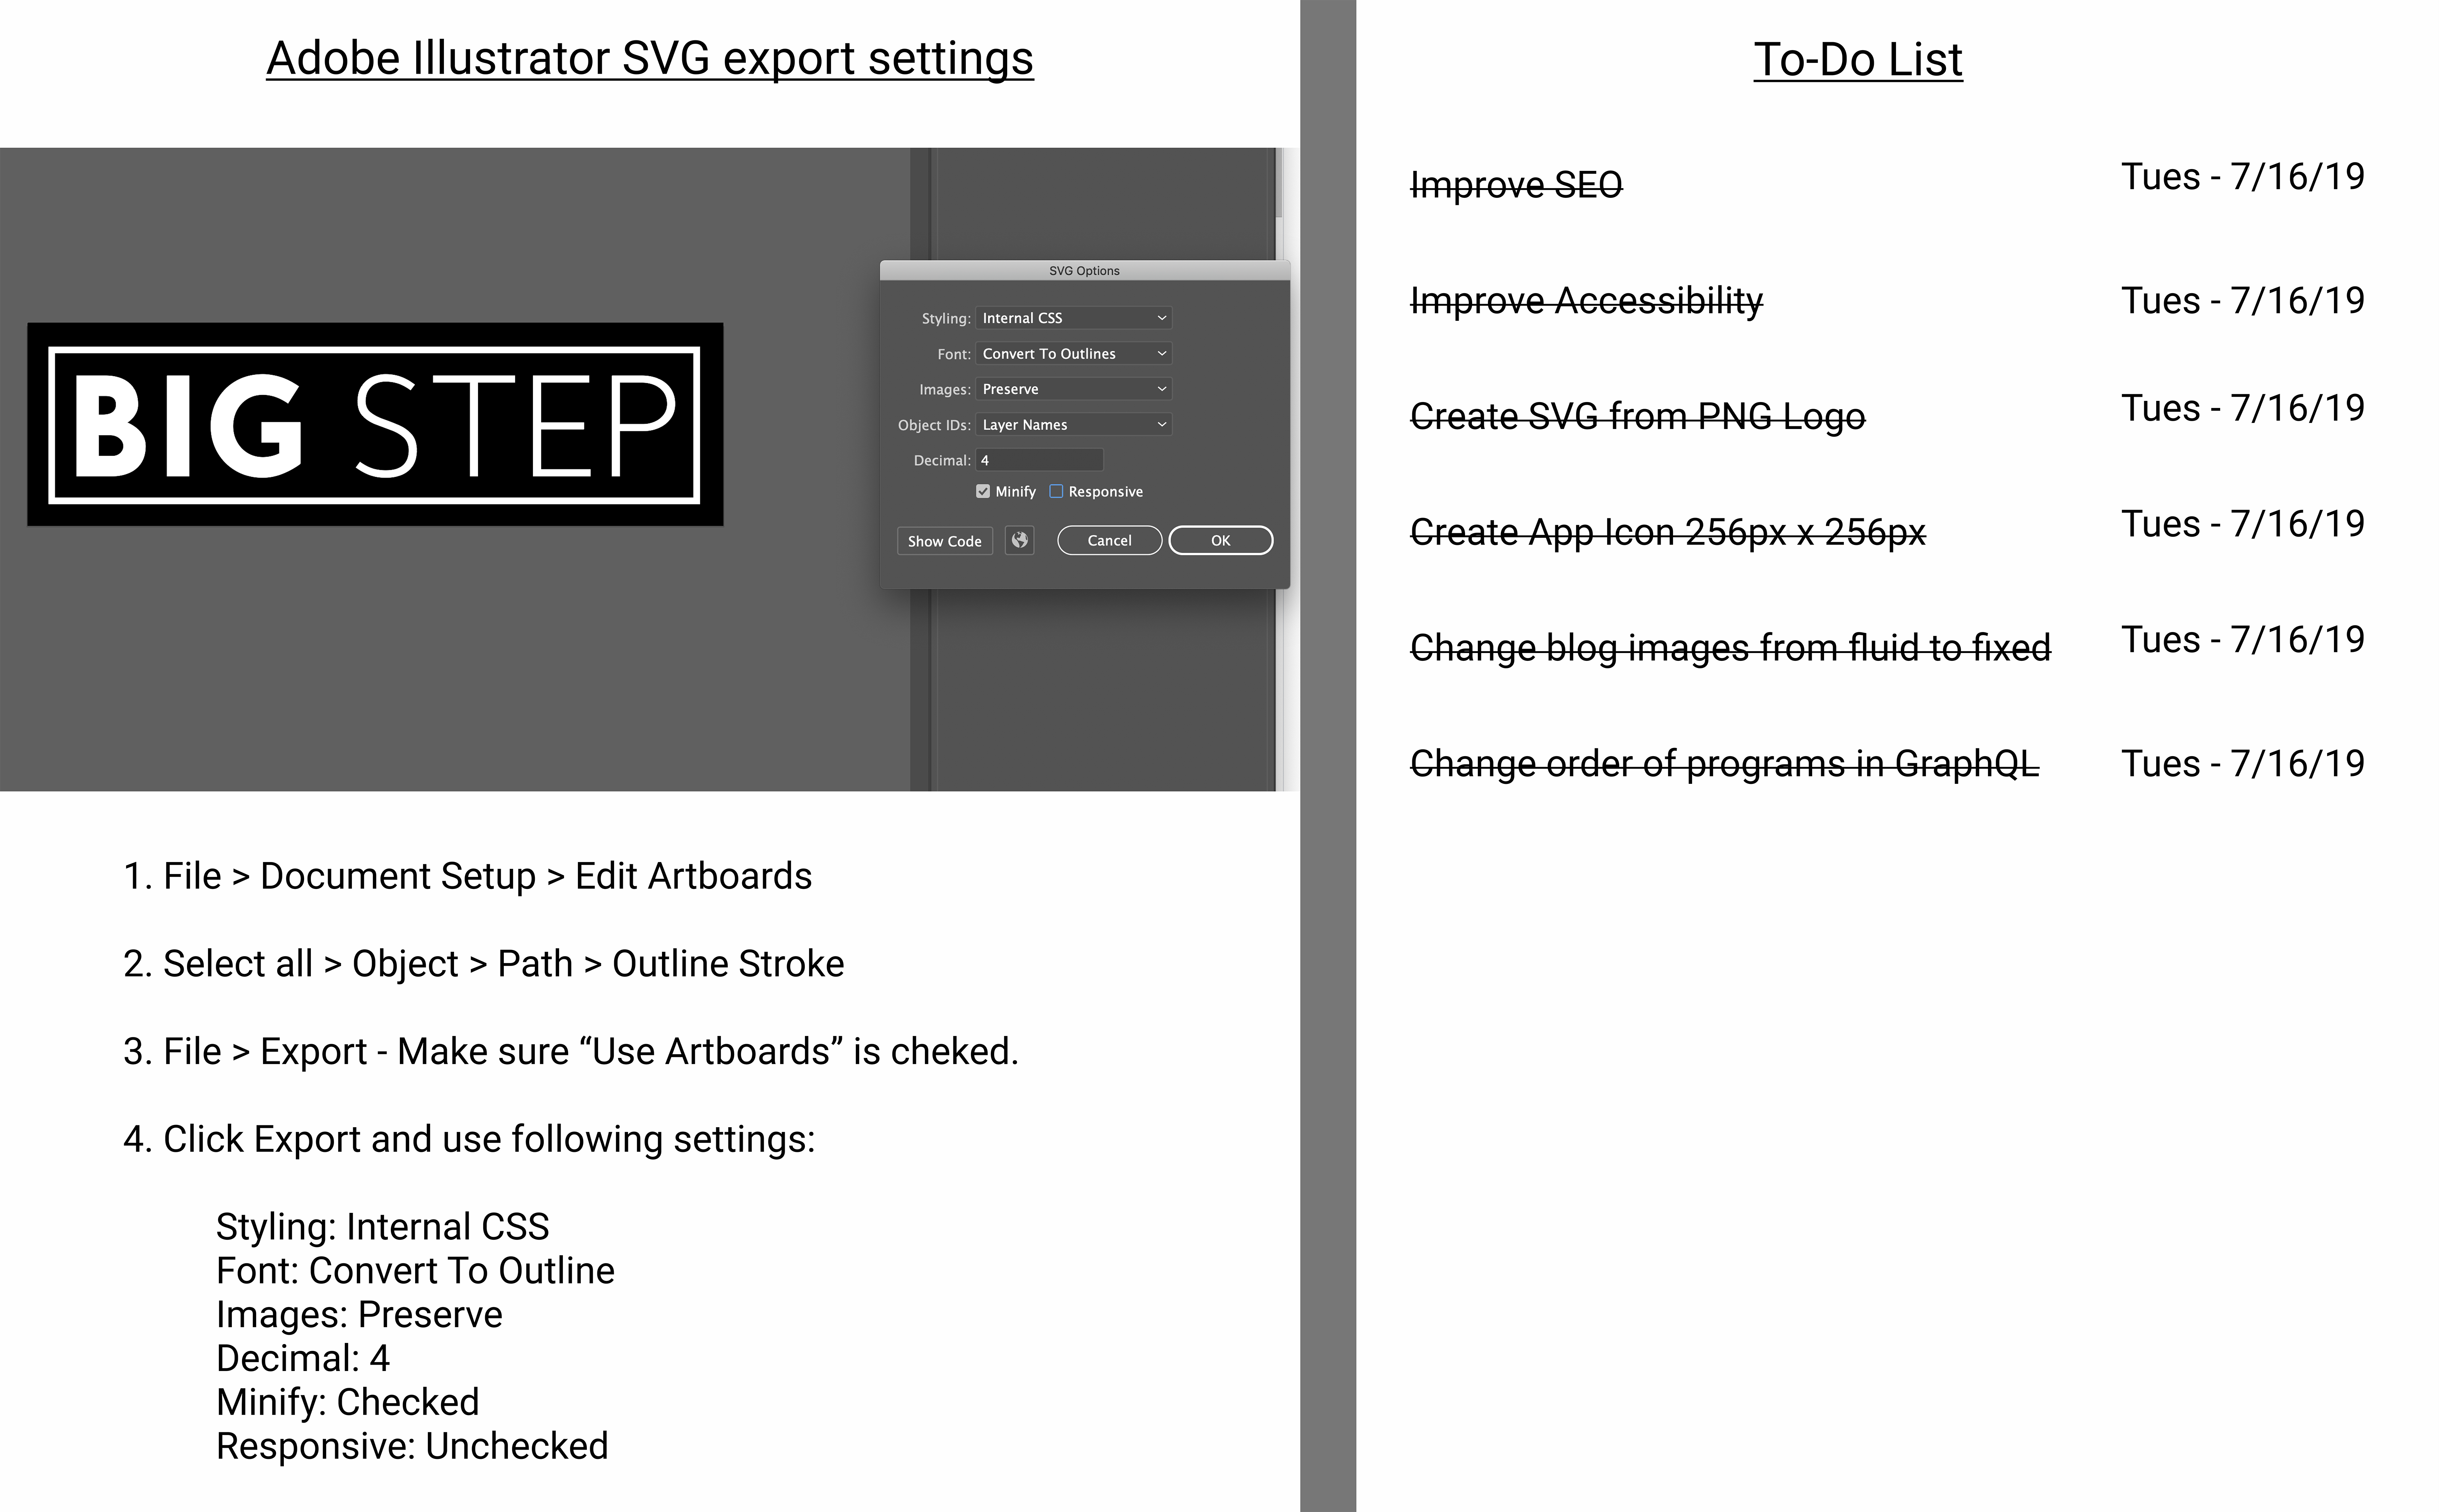 Adobe Illustrator SVG export settings
BIG STEP
SVG Options
Styling: Internal CSS
Font: Convert To Outlines
Images: Preserve
Object IDs: Layer Names
Decimal: 4
Minify Responsive
Show Code Cancel OK
1. File > Document Setup > Edit Artboards
2. Select all > Object > Path > Outline Stroke
3. File > Export - Make sure “Use Artboards” is cheked.
4. Click Export and use following settings:
Styling: Internal CSS
Font: Convert To Outline
Images: Preserve
Decimal: 4
Minify: Checked
Responsive: Unchecked
To-Do List
Improve SEO Tues - 7/16/19
Improve Accessibility Tues - 7/16/19
Create SVG from PNG Logo Tues - 7/16/19
Create App Icon 256px x 256px Tues - 7/16/19
Change blog images from fluid to fixed Tues - 7/16/19
Change order of programs in GraphQL Tues - 7/16/19